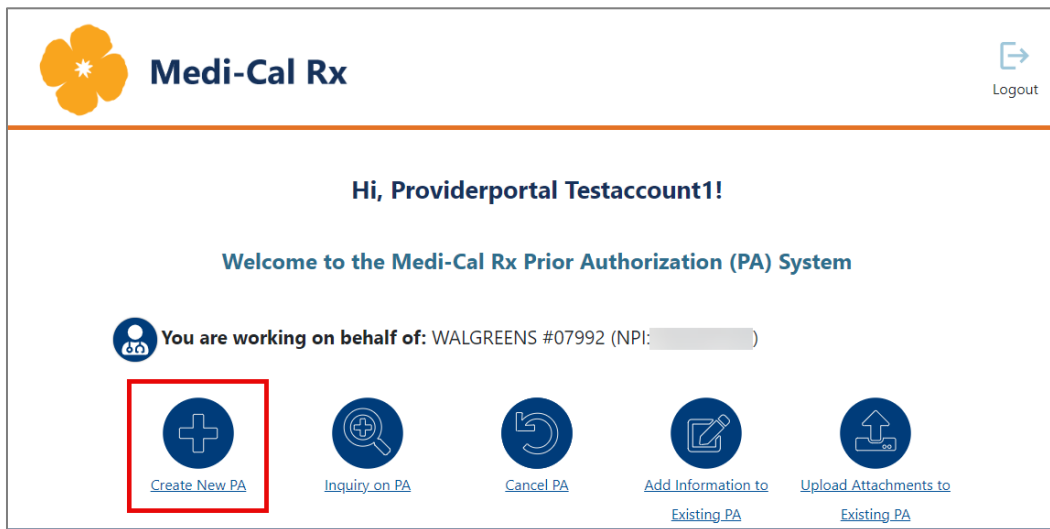 Medi-Cal Rx
Logout
Hi, Providerportal Testaccount1!
Welcome to the Medi-Cal Rx Prior Authorization (PA) System
You are working on behalf of: WALGREENS #07992 (NPI: )
Create New PA
Inquiry on PA
Cancel PA
Add Information to
Existing PA
Upload Attachments to
Existing PA